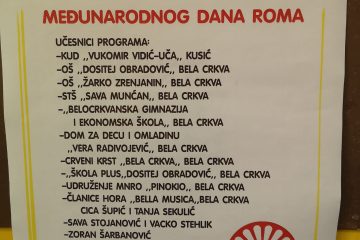 MEĐUNARODNOG DANA ROMA
UČESNICI PROGRAMA:
–KUD ,,VUKOMIR VIDIĆ–UČA,, KUSIĆ
–OŠ ,,DOSITEJ OBRADOVIĆ,, BELA CRKVA
–OŠ ,,ŽARKO ZRENJANIN,, BELA CRKVA
–STŠ ,,SAVA MUNĆAN,, BELA CRKVA
–,,BELOCRKVANSKA GIMNAZIJA
I EKONOMSKA ŠKOLA,, BELA CRKVA
–DOM ZA DECU I OMLADINU
,,VERA RADIVOJEVIĆ,, BELA CRKVA
–CRVENI KRST ,,BELA CRKVA,, BELA CRKVA
–,,ŠKOLA PLUS,,DOSITEJ OBRADOVIĆ,, BELA CRKVA
–UDRUŽENJE MNRO ,,PINOKIO,, BELA CRKVA
–ČLANICE HORA ,,BELLA MUSICA,,BELA CRKVA
CICA ŠUPIĆ I TANJA SEKULIĆ
–SAVA STOJANOVIĆ I VACKO STEHLIK
–ZORAN ŠARBANOVIĆ